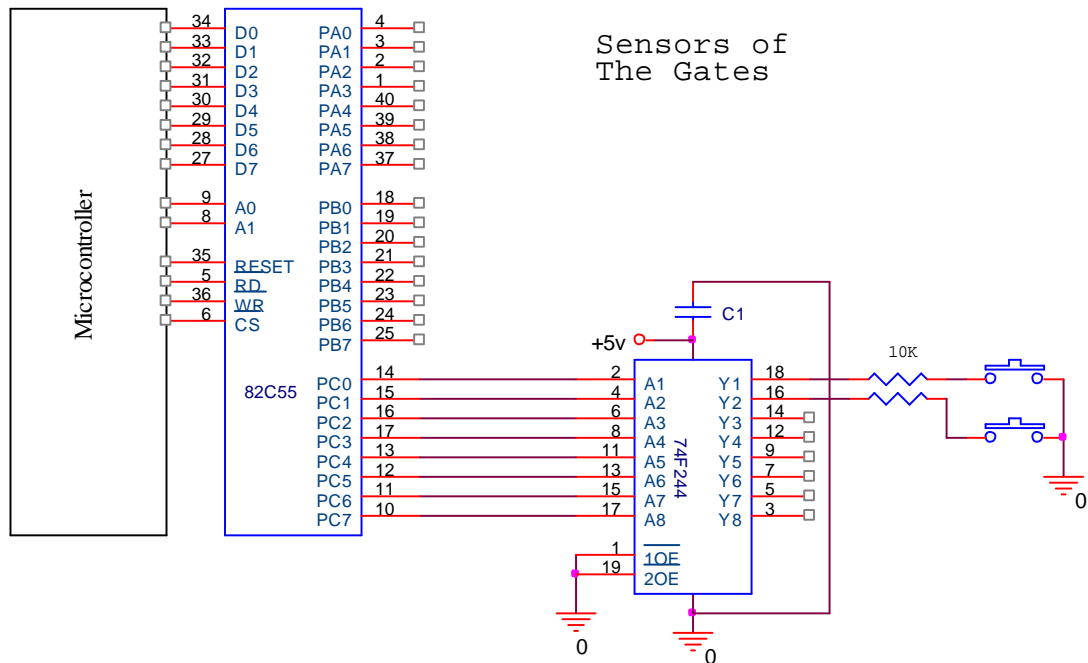 Sensors of
The Gates
Microcontroller
34 D0 PA0 4
33 D1 PA1 3
32 D2 PA2 2
31 D3 PA3 1
30 D4 PA4 40
29 D5 PA5 39
28 D6 PA6 38
27 D7 PA7 37
9 A0 PB0 18
8 A1 PB1 19
PB2 20
35 RESET PB3 21
5 RD PB4 22
36 WR PB5 23
6 CS PB6 24
PB7 25
82C55
C1
+5v
10K
PC0 14 2 A1 Y1 18
PC1 15 4 A2 Y2 16
PC2 16 6 A3 Y3 14
PC3 17 8 A4 Y4 12
PC4 13 11 A5 Y5 9
PC5 12 13 A6 Y6 7
PC6 11 15 A7 Y7 5
PC7 10 17 A8 Y8 3
74F244
1 1OE
19 2OE
0
0
0